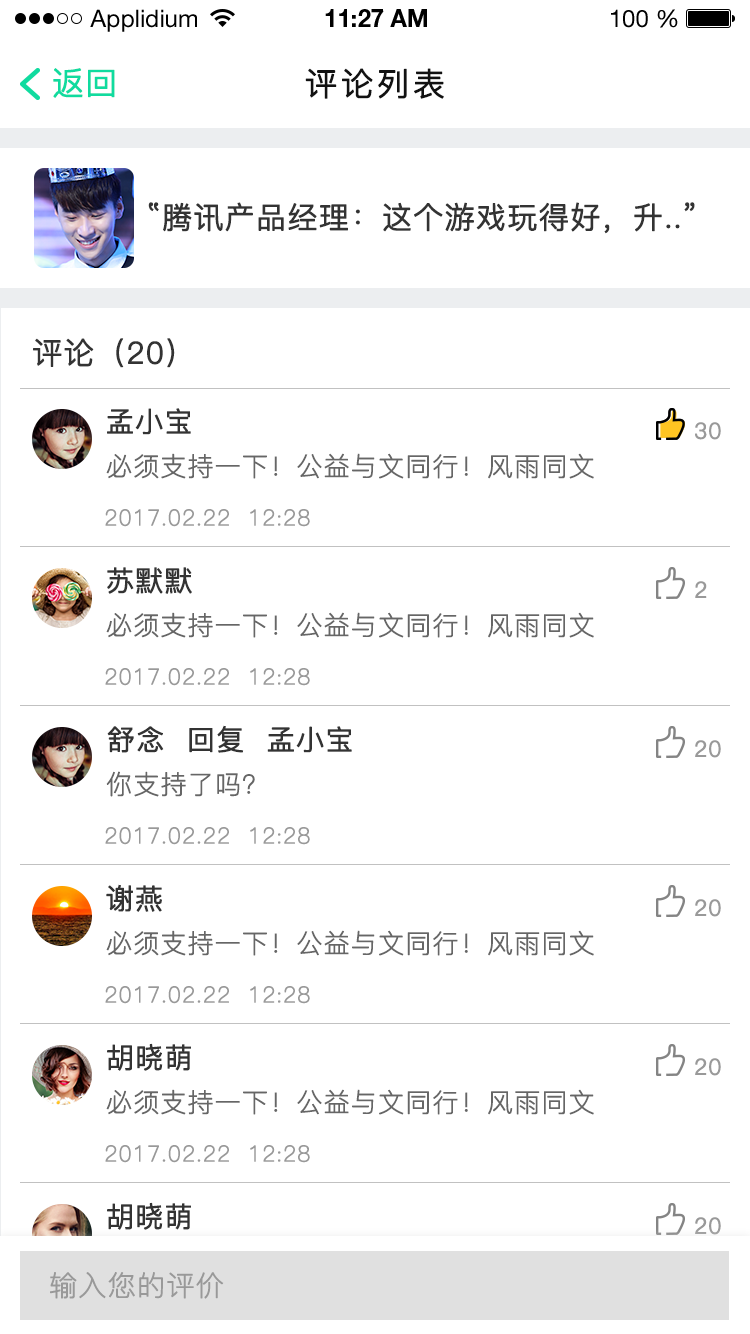 Applidium 11:27 AM 100 %
返回 评论列表
“腾讯产品经理：这个游戏玩得好，升..”
评论（20）
孟小宝 30
必须支持一下！公益与文同行！风雨同文
2017.02.22 12:28
苏默默 2
必须支持一下！公益与文同行！风雨同文
2017.02.22 12:28
舒念 回复 孟小宝 20
你支持了吗？
2017.02.22 12:28
谢燕 20
必须支持一下！公益与文同行！风雨同文
2017.02.22 12:28
胡晓萌 20
必须支持一下！公益与文同行！风雨同文
2017.02.22 12:28
胡晓萌 20
输入您的评价